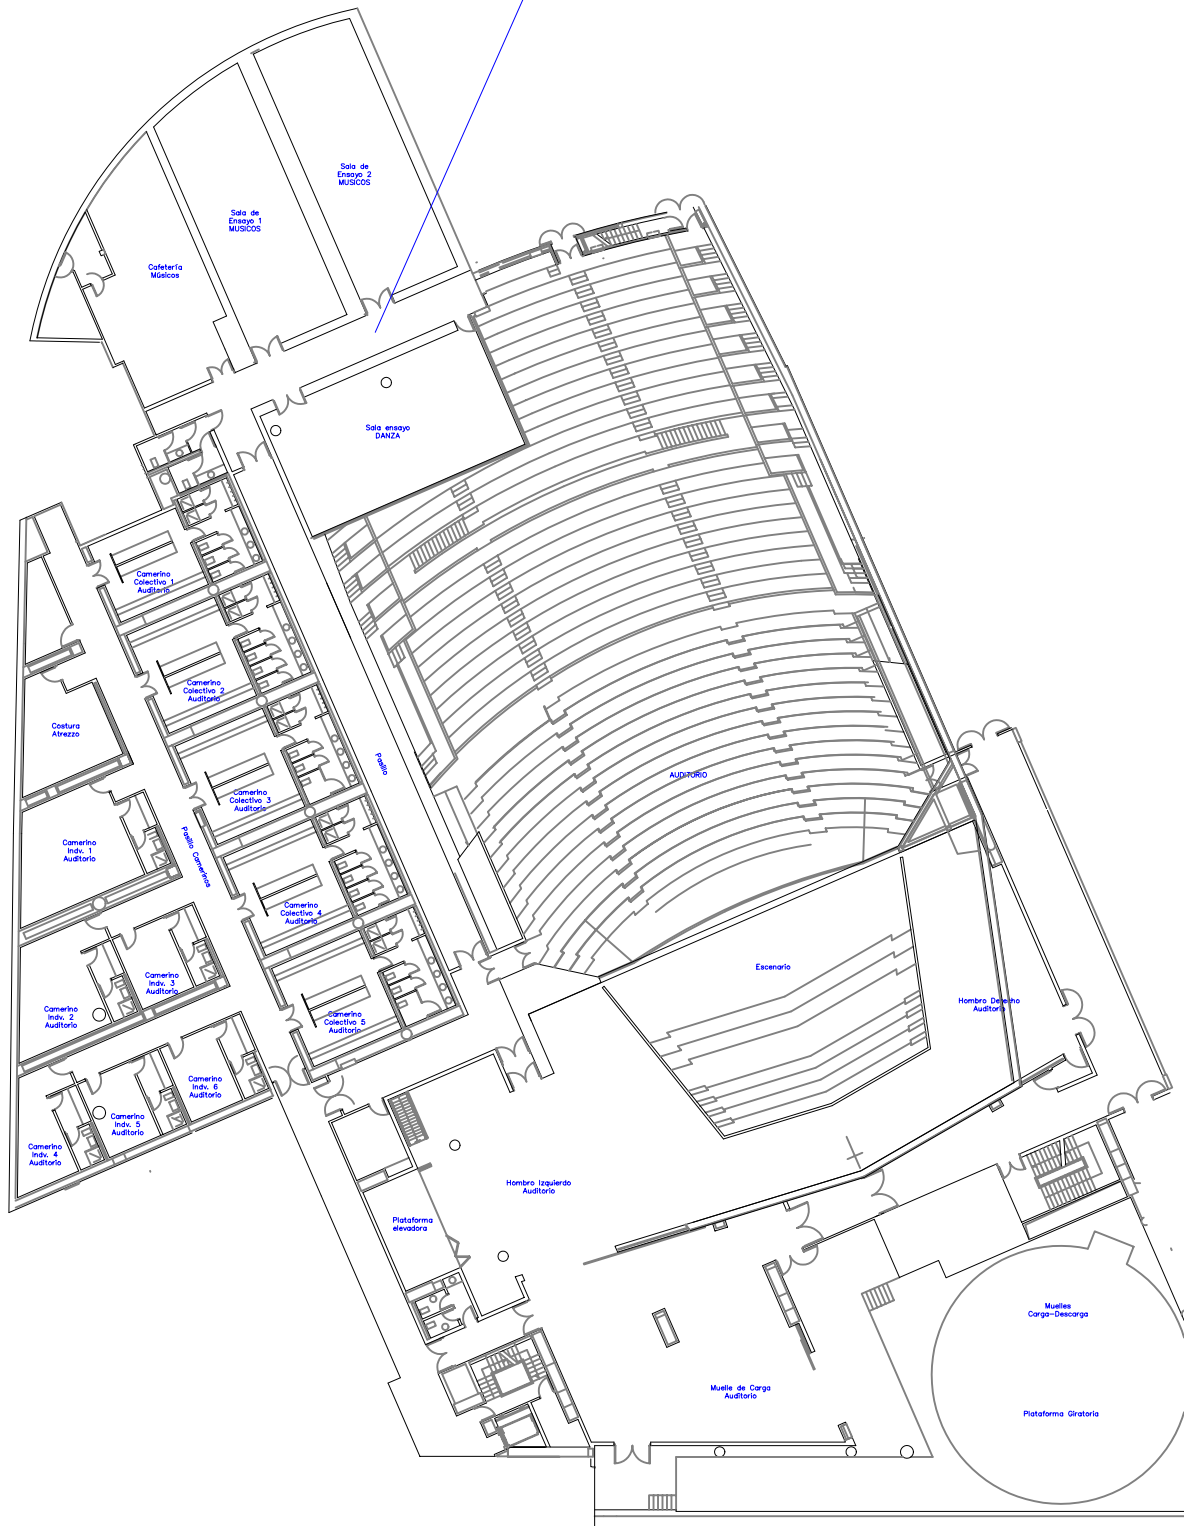 Sala de
Ensayo 2
MUSICOS
Sala de
Ensayo 1
MUSICOS
Cafetería
Músicos
Sala ensayo
DANZA
Camerino
Colectivo 1
Auditorio
Camerino
Colectivo 2
Auditorio
Costura
Atrezzo
Pasillo
AUDITORIO
Camerino
Colectivo 3
Auditorio
Camerino
Indv. 1
Auditorio
Pasillo Camerinos
Camerino
Colectivo 4
Auditorio
Escenario
Camerino
Indv. 3
Auditorio
Hombro Derecho
Auditorio
Camerino
Indv. 2
Auditorio
Camerino
Colectivo 5
Auditorio
Camerino
Indv. 6
Auditorio
Camerino
Indv. 5
Auditorio
Camerino
Indv. 4
Auditorio
Hombro Izquierdo
Auditorio
Plataforma
elevadora
Muelles
Carga-Descarga
Muelle de Carga
Auditorio
Plataforma Giratoria